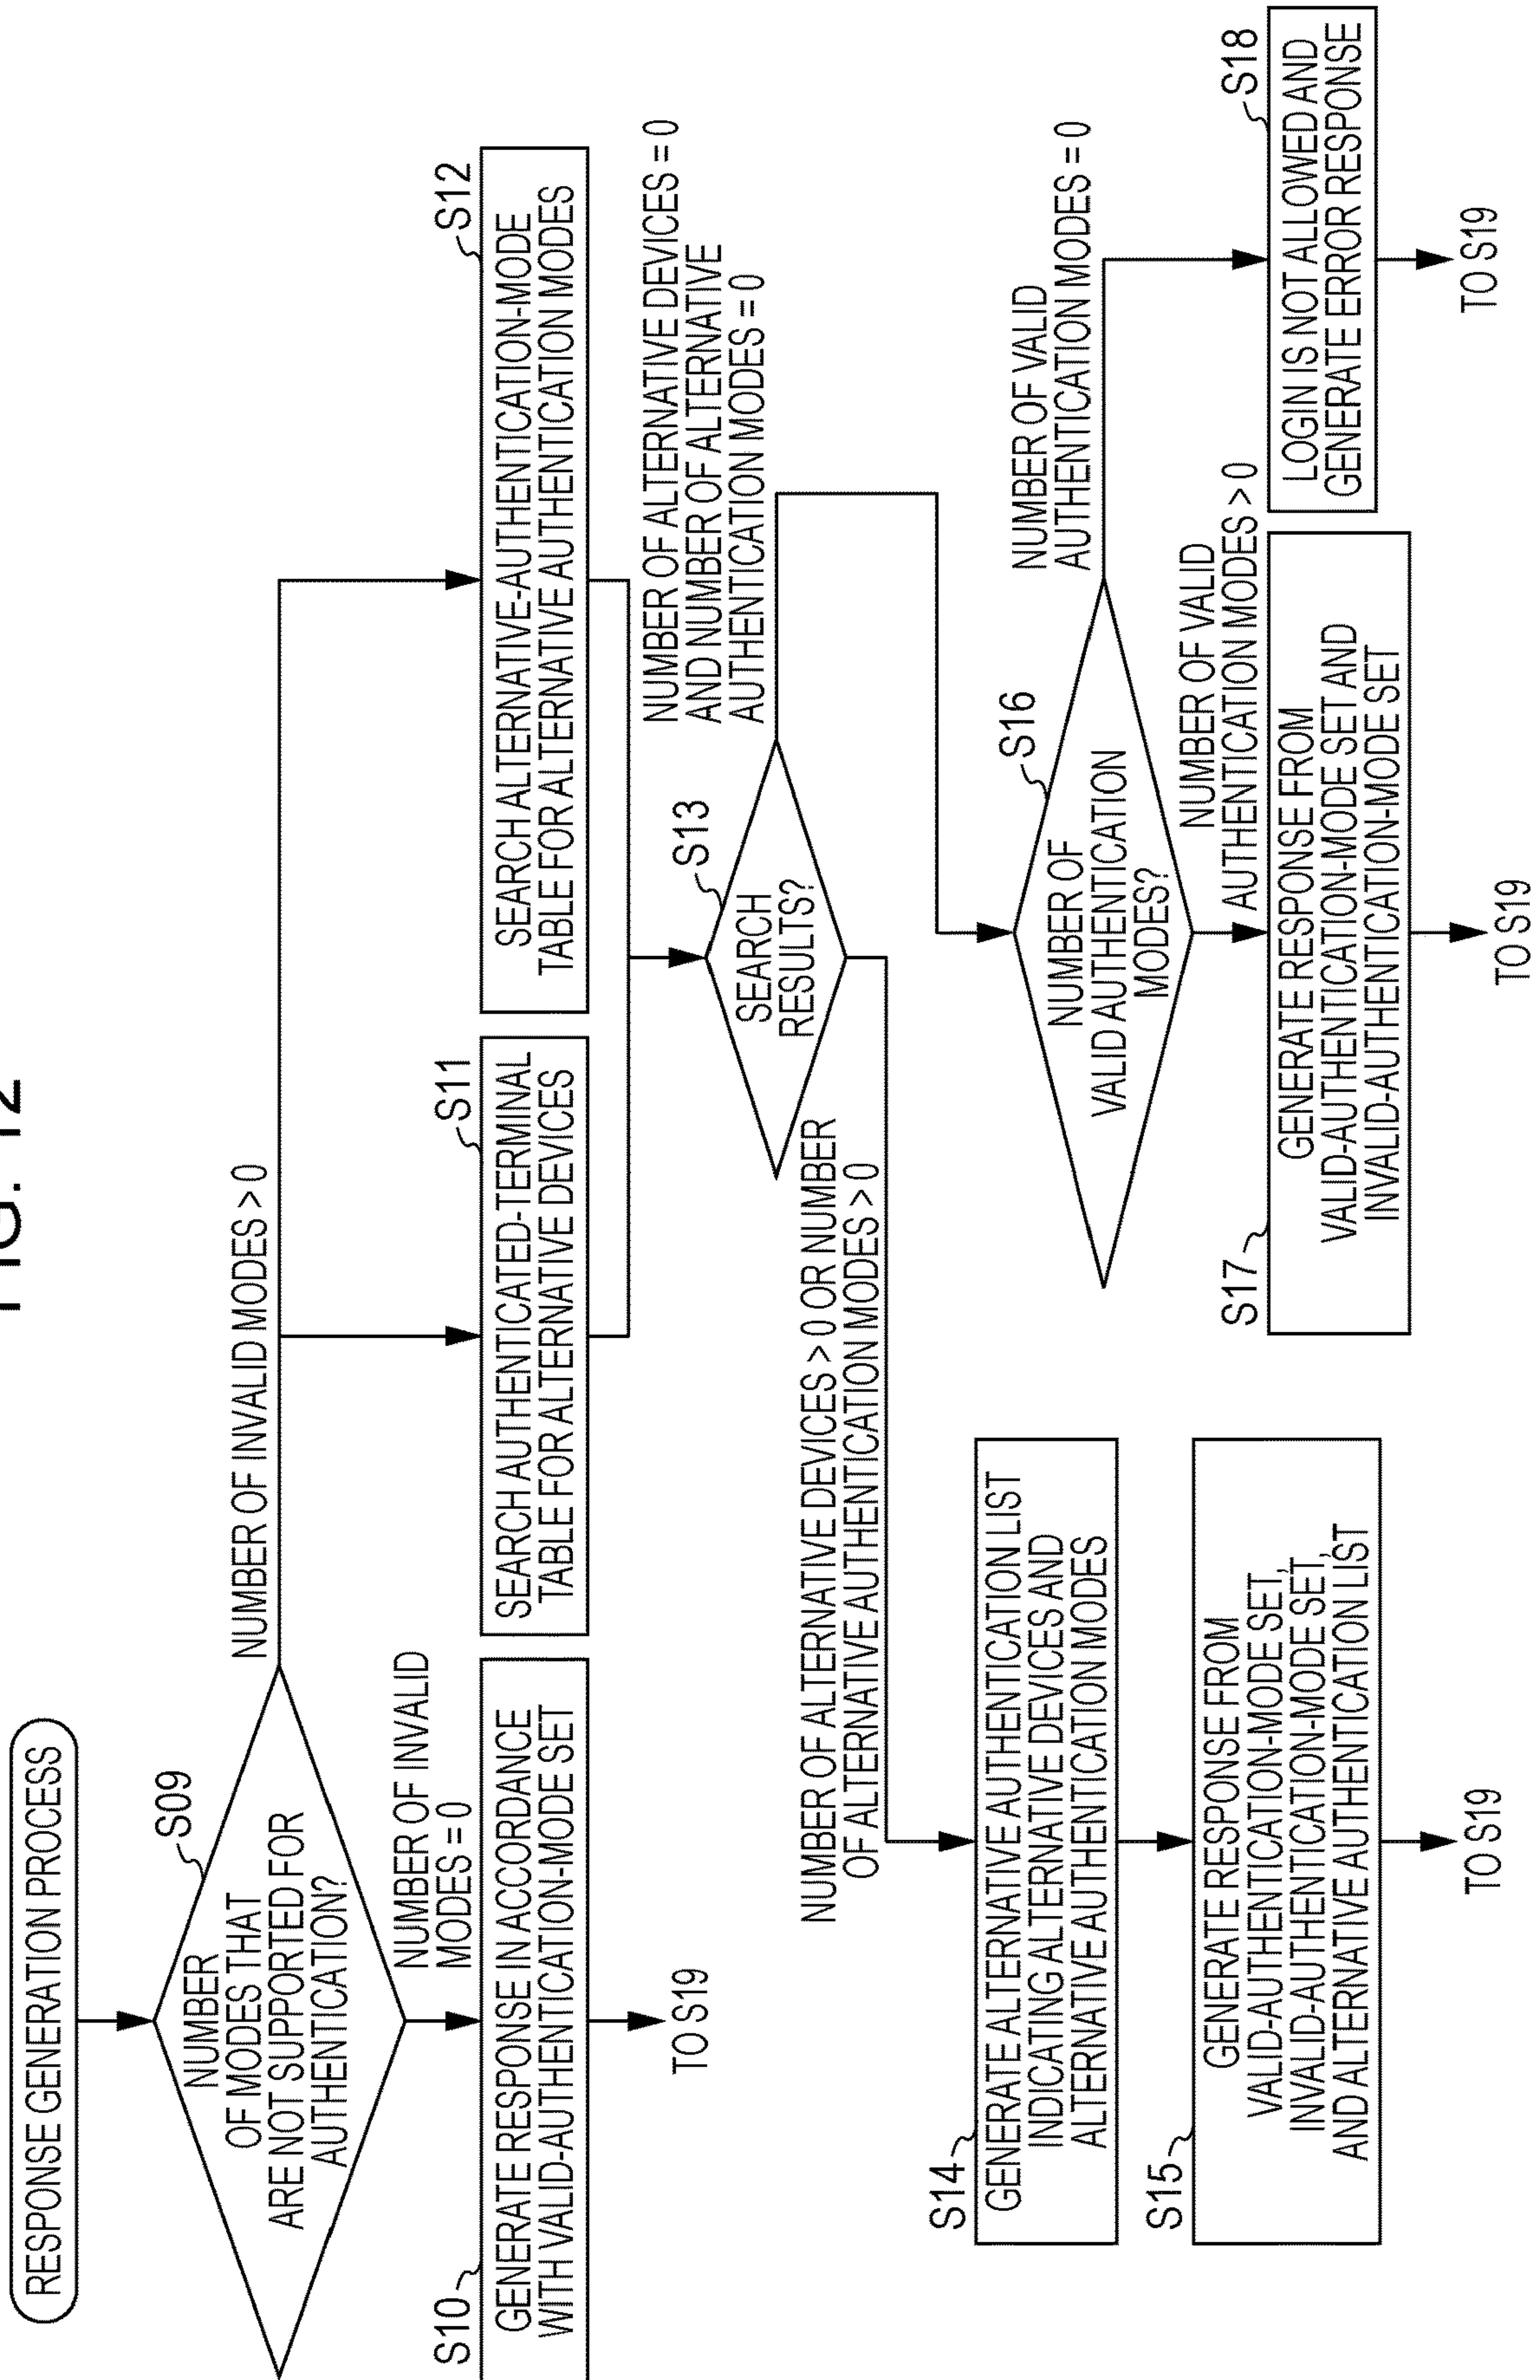 FIG. 12
RESPONSE GENERATION PROCESS
S09
NUMBER
OF MODES THAT
ARE NOT SUPPORTED FOR
AUTHENTICATION?
NUMBER OF INVALID MODES > 0
NUMBER OF INVALID
MODES = 0
S10
GENERATE RESPONSE IN ACCORDANCE
WITH VALID-AUTHENTICATION-MODE SET
TO S19
S11
SEARCH AUTHENTICATED-TERMINAL
TABLE FOR ALTERNATIVE DEVICES
S12
SEARCH ALTERNATIVE-AUTHENTICATION-MODE
TABLE FOR ALTERNATIVE AUTHENTICATION MODES
S13
SEARCH
RESULTS?
NUMBER OF ALTERNATIVE DEVICES = 0
AND NUMBER OF ALTERNATIVE
AUTHENTICATION MODES = 0
NUMBER OF ALTERNATIVE DEVICES > 0 OR NUMBER
OF ALTERNATIVE AUTHENTICATION MODES > 0
S14
GENERATE ALTERNATIVE AUTHENTICATION LIST
INDICATING ALTERNATIVE DEVICES AND
ALTERNATIVE AUTHENTICATION MODES
S15
GENERATE RESPONSE FROM
VALID-AUTHENTICATION-MODE SET,
INVALID-AUTHENTICATION-MODE SET,
AND ALTERNATIVE AUTHENTICATION LIST
TO S19
S16
NUMBER OF
VALID AUTHENTICATION
MODES?
NUMBER OF VALID
AUTHENTICATION MODES = 0
NUMBER OF VALID
AUTHENTICATION MODES > 0
S17
GENERATE RESPONSE FROM
VALID-AUTHENTICATION-MODE SET AND
INVALID-AUTHENTICATION-MODE SET
TO S19
S18
LOGIN IS NOT ALLOWED AND
GENERATE ERROR RESPONSE
TO S19